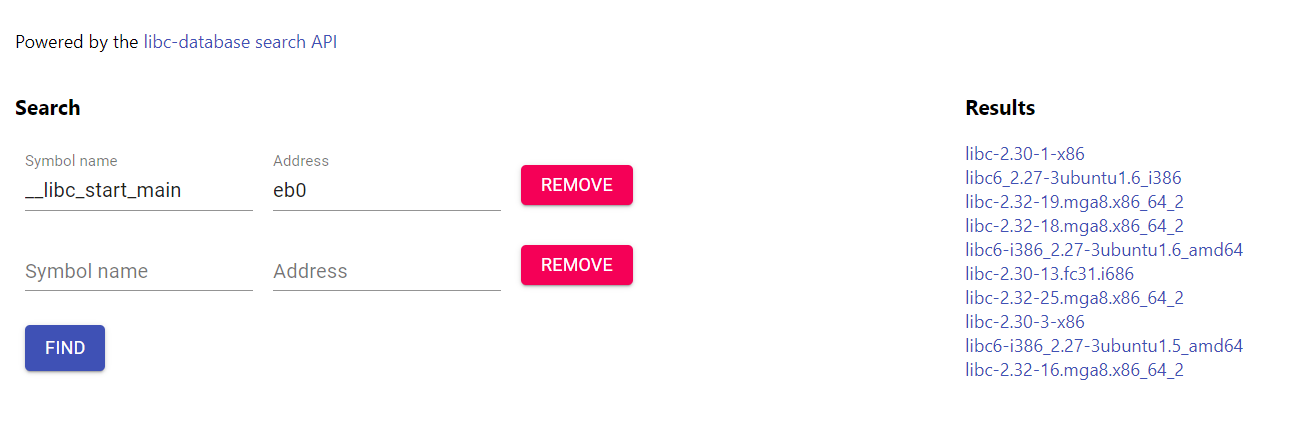 Powered by the libc-database search API
Search
Symbol name Address
__libc_start_main eb0 REMOVE
Symbol name Address REMOVE
FIND
Results
libc-2.30-1-x86
libc6_2.27-3ubuntu1.6_i386
libc-2.32-19.mga8.x86_64_2
libc-2.32-18.mga8.x86_64_2
libc6-i386_2.27-3ubuntu1.6_amd64
libc-2.30-13.fc31.i686
libc-2.32-25.mga8.x86_64_2
libc-2.30-3-x86
libc6-i386_2.27-3ubuntu1.5_amd64
libc-2.32-16.mga8.x86_64_2